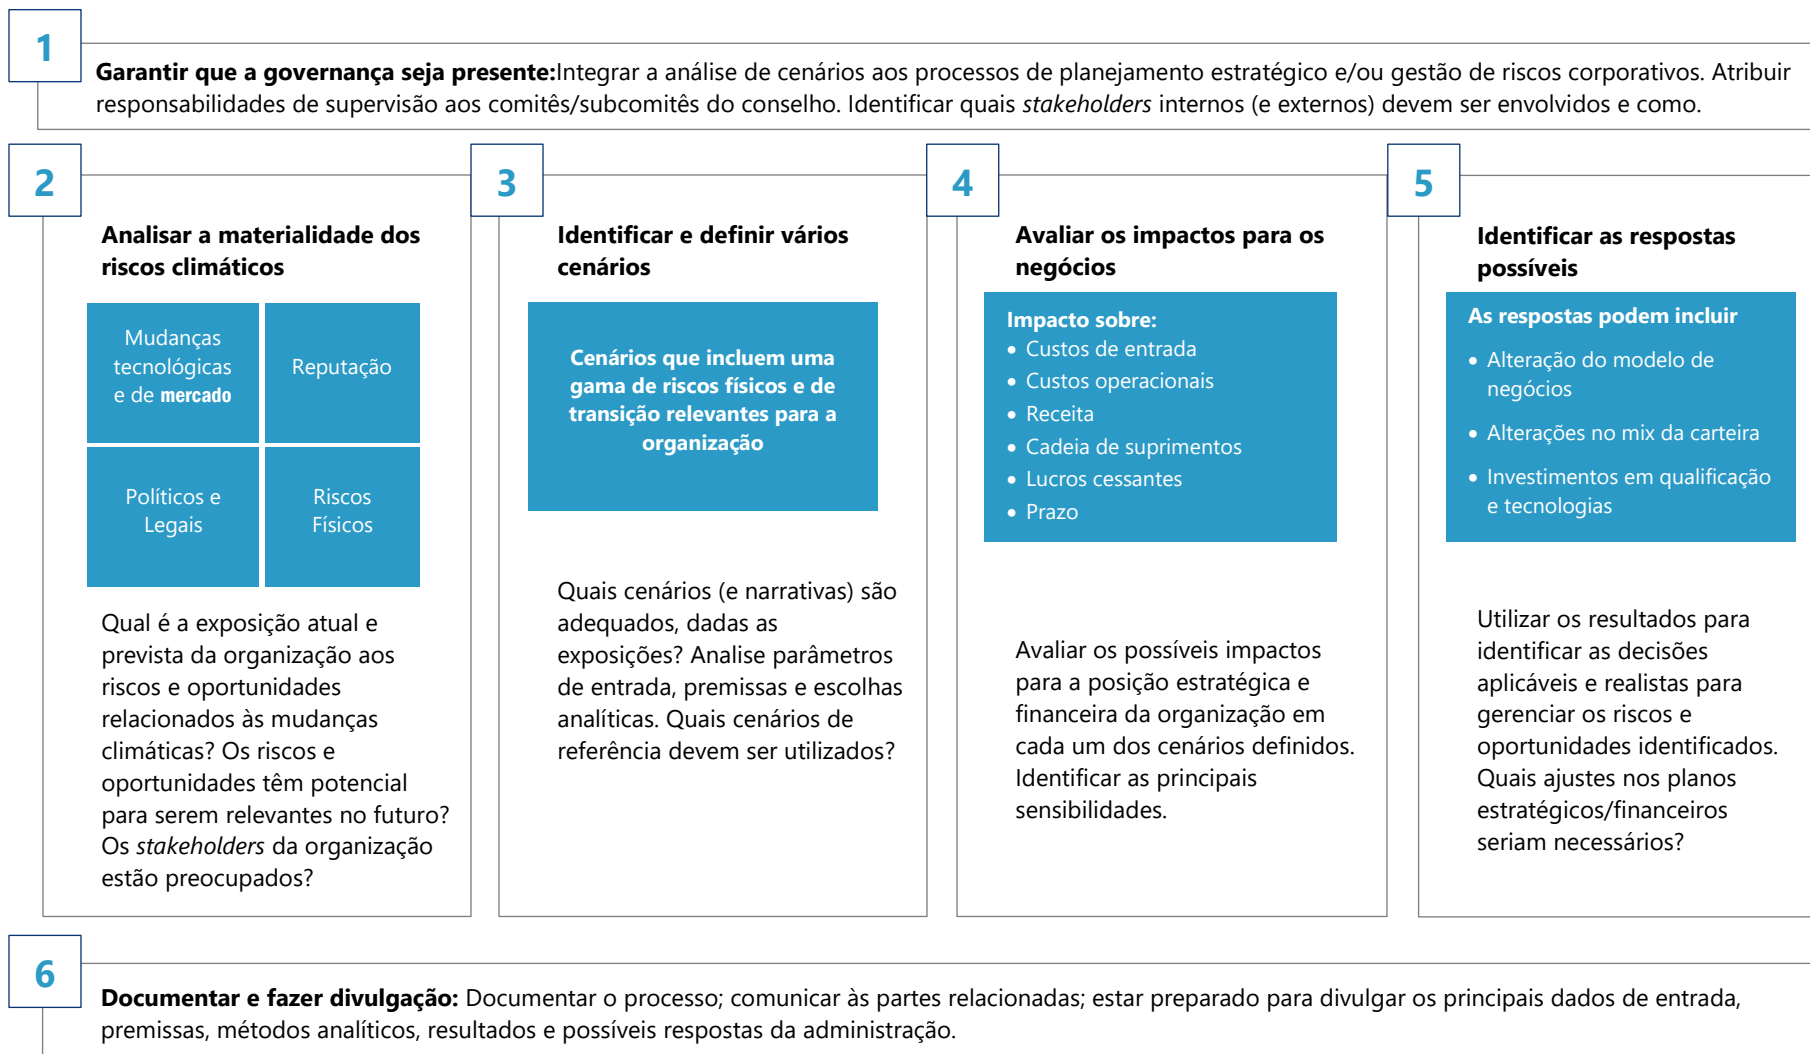 1
Garantir que a governança seja presente:Integrar a análise de cenários aos processos de planejamento estratégico e/ou gestão de riscos corporativos. Atribuir
responsabilidades de supervisão aos comitês/subcomitês do conselho. Identificar quais stakeholders internos (e externos) devem ser envolvidos e como.
2
Analisar a materialidade dos
riscos climáticos
Mudanças
tecnológicas
e de mercado
Reputação
Políticos e
Legais
Riscos
Físicos
Qual é a exposição atual e
prevista da organização aos
riscos e oportunidades
relacionados às mudanças
climáticas? Os riscos e
oportunidades têm potencial
para serem relevantes no futuro?
Os stakeholders da organização
estão preocupados?
3
Identificar e definir vários
cenários
Cenários que incluem uma
gama de riscos físicos e de
transição relevantes para a
organização
Quais cenários (e narrativas) são
adequados, dadas as
exposições? Analise parâmetros
de entrada, premissas e escolhas
analíticas. Quais cenários de
referência devem ser utilizados?
4
Avaliar os impactos para os
negócios
Impacto sobre:
• Custos de entrada
• Custos operacionais
• Receita
• Cadeia de suprimentos
• Lucros cessantes
• Prazo
Avaliar os possíveis impactos
para a posição estratégica e
financeira da organização em
cada um dos cenários definidos.
Identificar as principais
sensibilidades.
5
Identificar as respostas
possíveis
As respostas podem incluir
• Alteração do modelo de
negócios
• Alterações no mix da carteira
• Investimentos em qualificação
e tecnologias
Utilizar os resultados para
identificar as decisões
aplicáveis e realistas para
gerenciar os riscos e
oportunidades identificados.
Quais ajustes nos planos
estratégicos/financeiros
seriam necessários?
6
Documentar e fazer divulgação: Documentar o processo; comunicar às partes relacionadas; estar preparado para divulgar os principais dados de entrada,
premissas, métodos analíticos, resultados e possíveis respostas da administração.